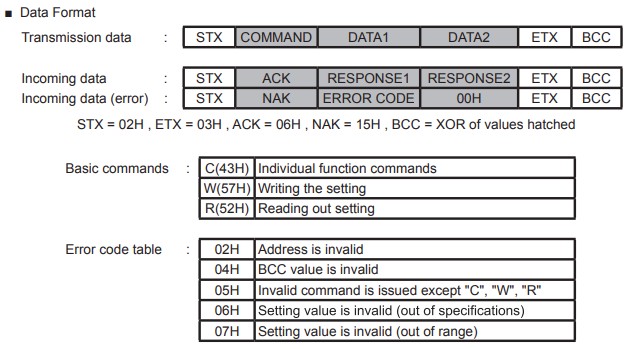 ■ Data Format
Transmission data : STX COMMAND DATA1 DATA2 ETX BCC
Incoming data : STX ACK RESPONSE1 RESPONSE2 ETX BCC
Incoming data (error) : STX NAK ERROR CODE 00H ETX BCC
STX = 02H , ETX = 03H , ACK = 06H , NAK = 15H , BCC = XOR of values hatched
Basic commands : C(43H) Individual function commands
W(57H) Writing the setting
R(52H) Reading out setting
Error code table : 02H Address is invalid
04H BCC value is invalid
05H Invalid command is issued except "C", "W", "R"
06H Setting value is invalid (out of specifications)
07H Setting value is invalid (out of range)